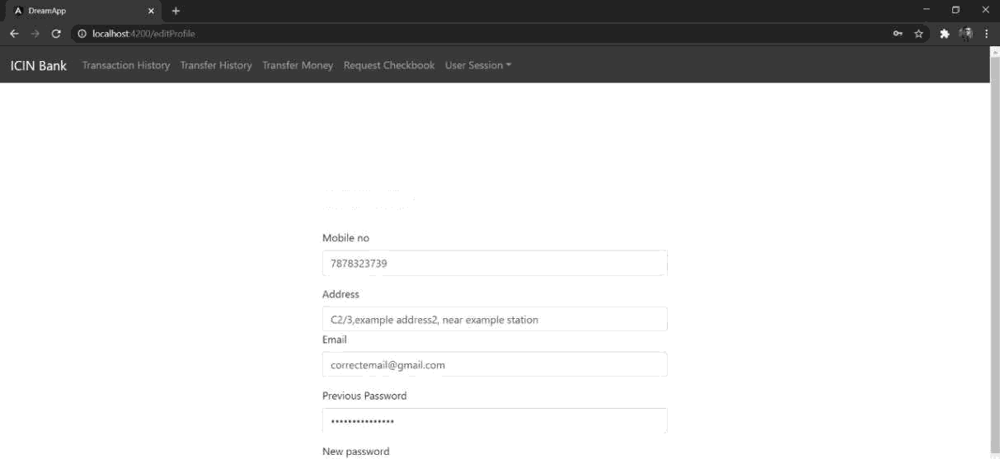 DreamApp
localhost:4200/editProfile
ICIN Bank Transaction History Transfer History Transfer Money Request Checkbook User Session
Mobile no
7878323739
Address
C2/3,example address2, near example station
Email
correctemail@gmail.com
Previous Password
•••••••••••••••
New password